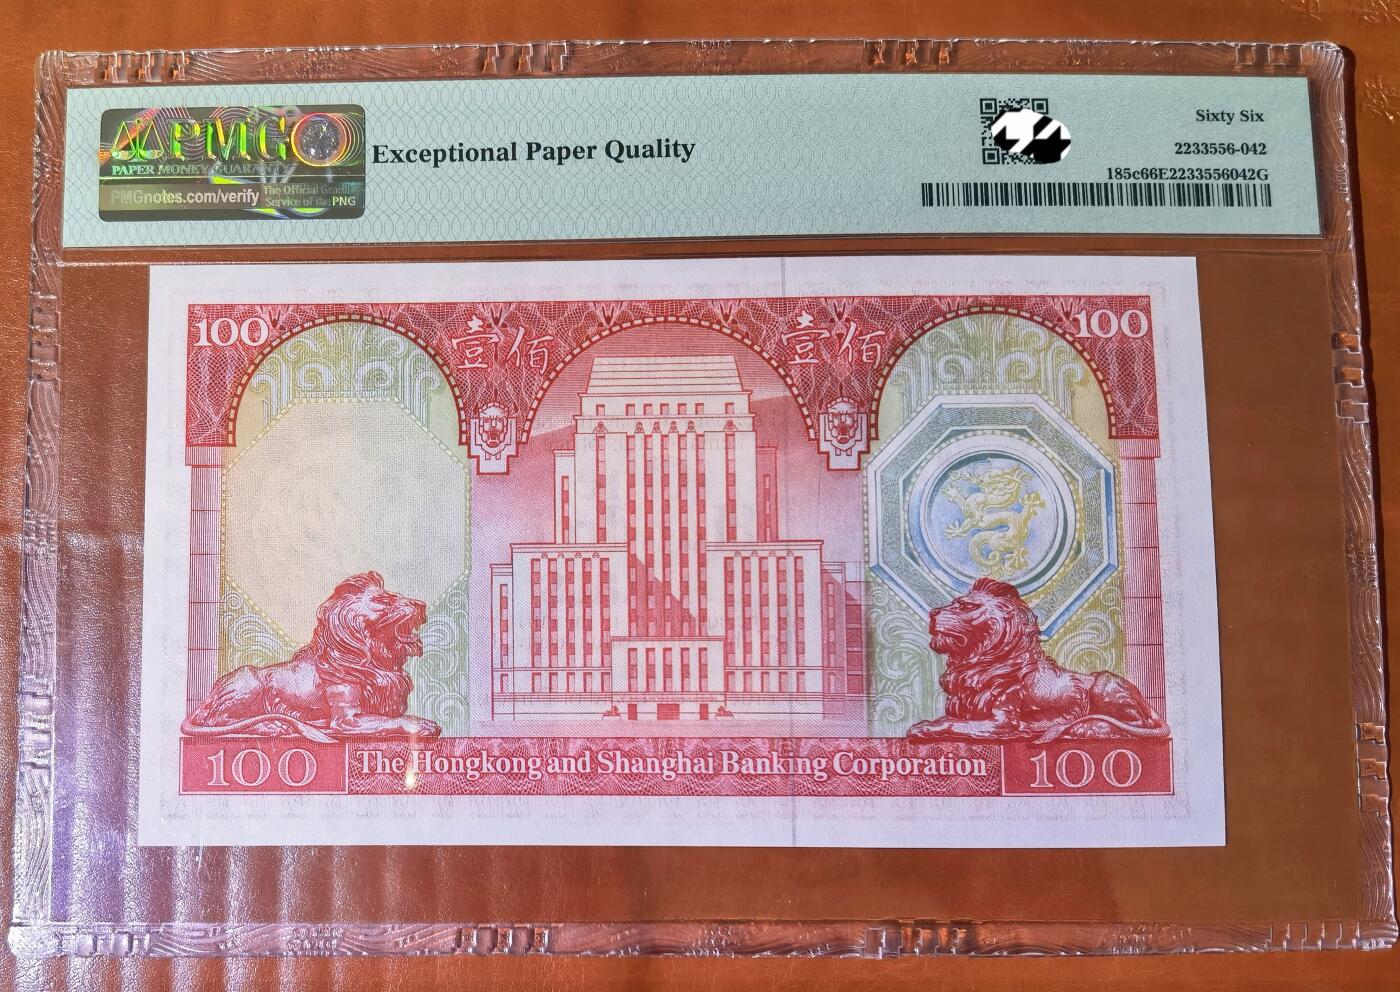 PMG
PAPER MONEY GUARANTY
PMGnotes.com/verify
The Official Grading
Service of the PNG
Exceptional Paper Quality
Sixty Six
2233556-042
185c66E2233556042G
100 壹佰 壹佰 100
100 The Hongkong and Shanghai Banking Corporation 100